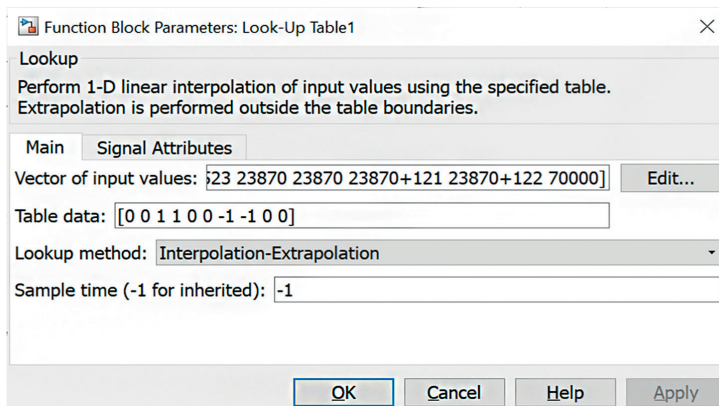 Function Block Parameters: Look-Up Table1
Lookup
Perform 1-D linear interpolation of input values using the specified table.
Extrapolation is performed outside the table boundaries.
Main Signal Attributes
Vector of input values: 23870 23870 23870+121 23870+122 70000] Edit...
Table data: [0 0 1 1 0 0 -1 -1 0 0]
Lookup method: Interpolation-Extrapolation
Sample time (-1 for inherited): -1
OK Cancel Help Apply